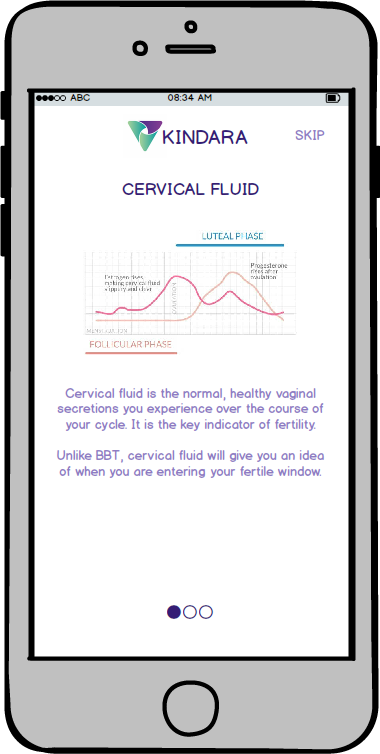 ABC 08:34 AM
KINDARA SKIP
CERVICAL FLUID
LUTEAL PHASE
Estrogen rises,
making cervical fluid
slippery and clear
Progesterone
rises after
ovulation
OVULATION
MENSTRUATION
FOLLICULAR PHASE
Cervical fluid is the normal, healthy vaginal
secretions you experience over the course of
your cycle. It is the key indicator of fertility.
Unlike BBT, cervical fluid will give you an idea
of when you are entering your fertile window.